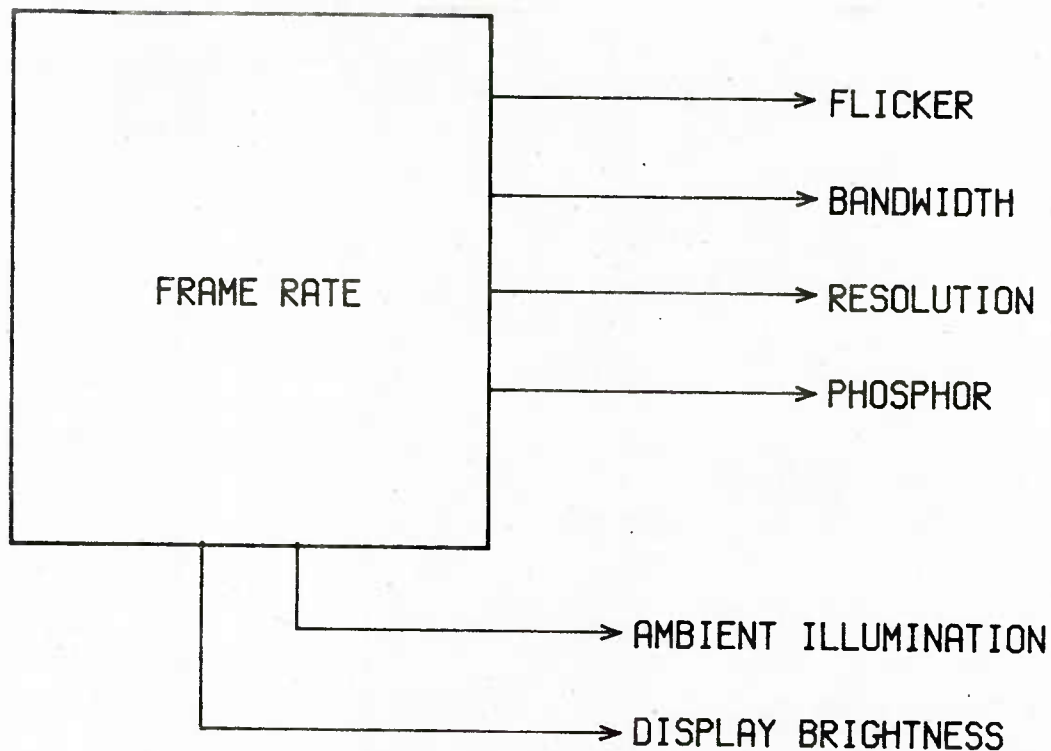 FLICKER
BANDWIDTH
FRAME RATE
RESOLUTION
PHOSPHOR
AMBIENT ILLUMINATION
DISPLAY BRIGHTNESS